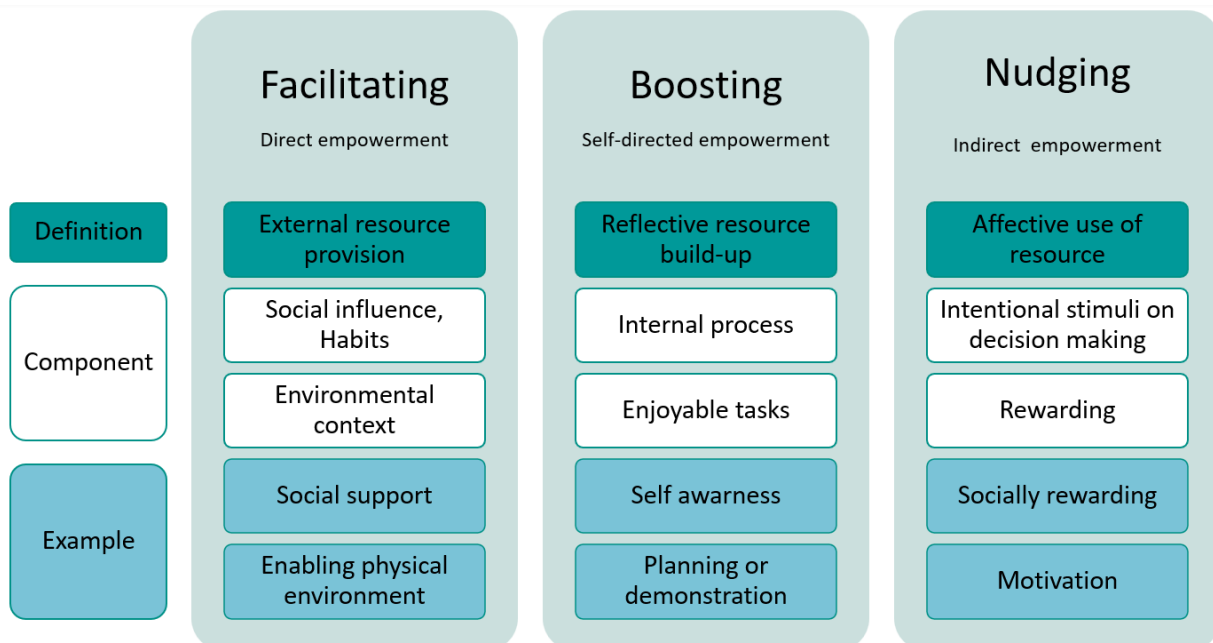 Facilitating
Direct empowerment
Boosting
Self-directed empowerment
Nudging
Indirect empowerment
Definition
External resource
provision
Reflective resource
build-up
Affective use of
resource
Component
Social influence,
Habits
Internal process
Intentional stimuli on
decision making
Environmental
context
Enjoyable tasks
Rewarding
Example
Social support
Self awarness
Socially rewarding
Enabling physical
environment
Planning or
demonstration
Motivation